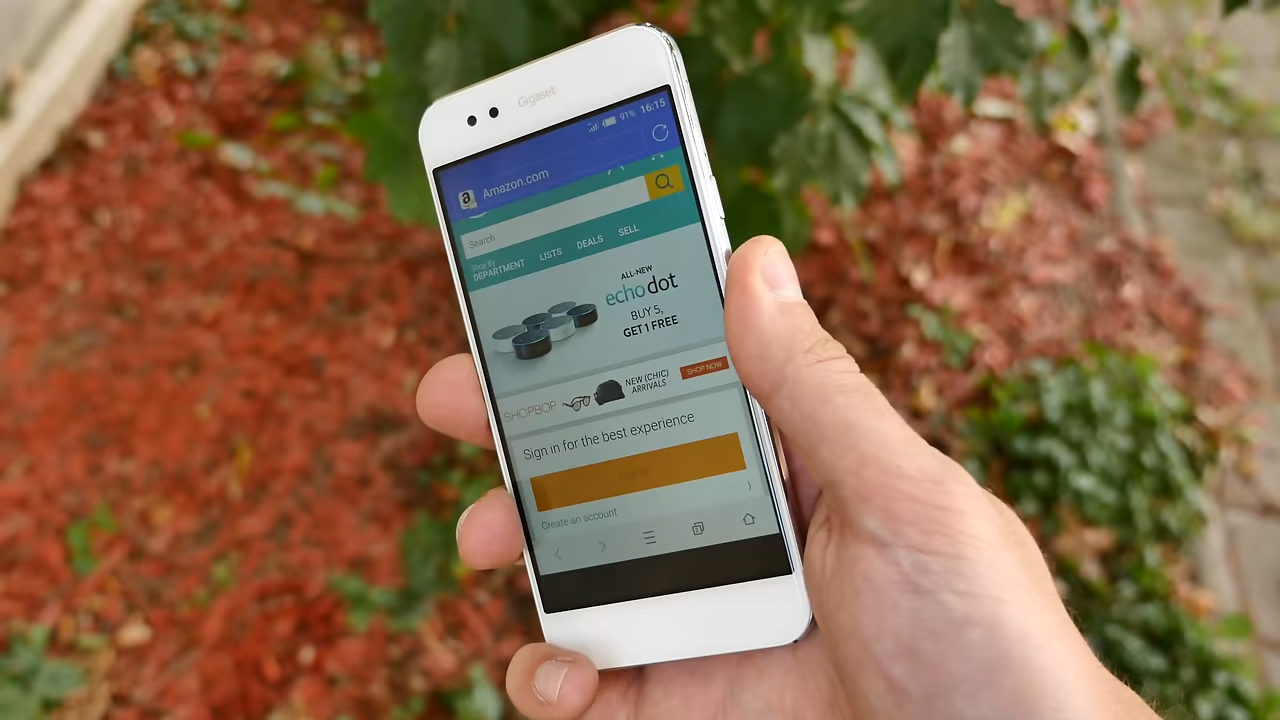 Gigaset
91% 16:15
a Amazon.com
Search
Shop By
DEPARTMENT LISTS DEALS SELL
ALL-NEW
echo dot
BUY 5,
GET 1 FREE
SHOPBOP NEW (CHIC) ARRIVALS SHOP NOW
Sign in for the best experience
Create an account